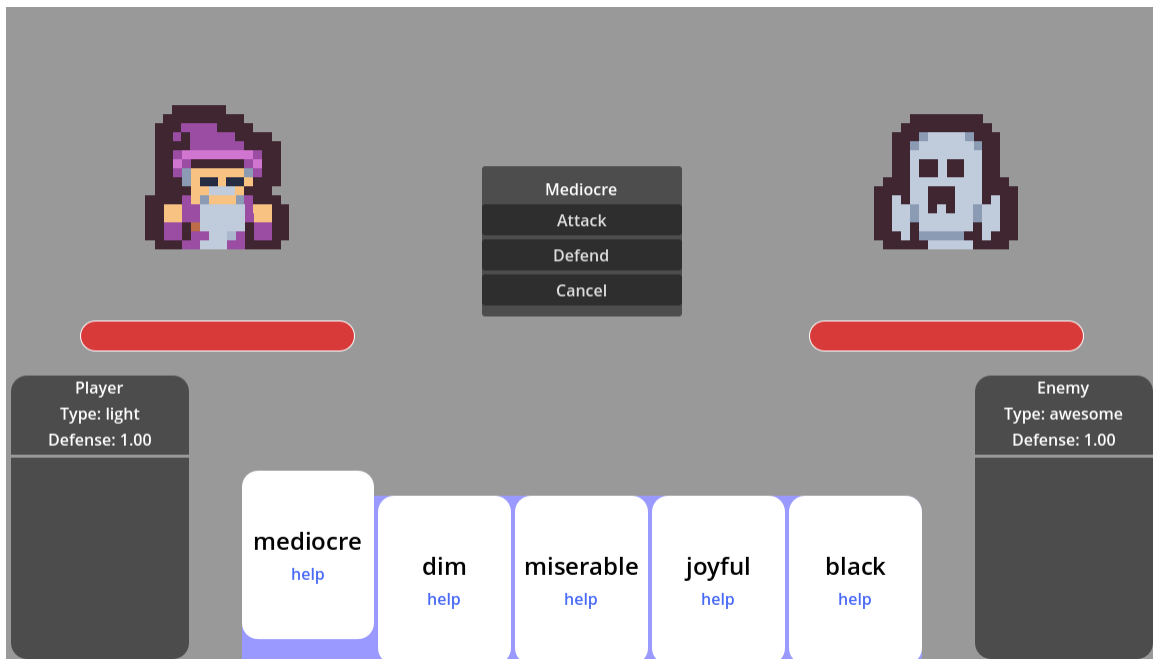 Mediocre
Attack
Defend
Cancel
Player
Type: light
Defense: 1.00
Enemy
Type: awesome
Defense: 1.00
mediocre
help
dim
help
miserable
help
joyful
help
black
help